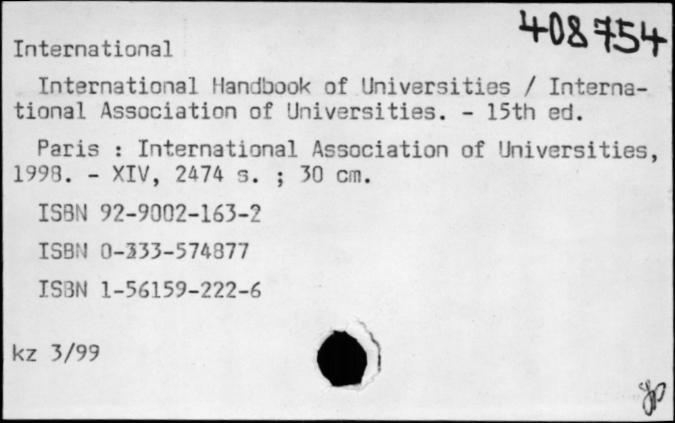 408754
International
International Handbook of Universities / Interna-
tional Association of Universities. - 15th ed.
Paris : International Association of Universities,
1998. - XIV, 2474 s. ; 30 cm.
ISBN 92-9002-163-2
ISBN 0-333-574877
ISBN 1-56159-222-6
kz 3/99